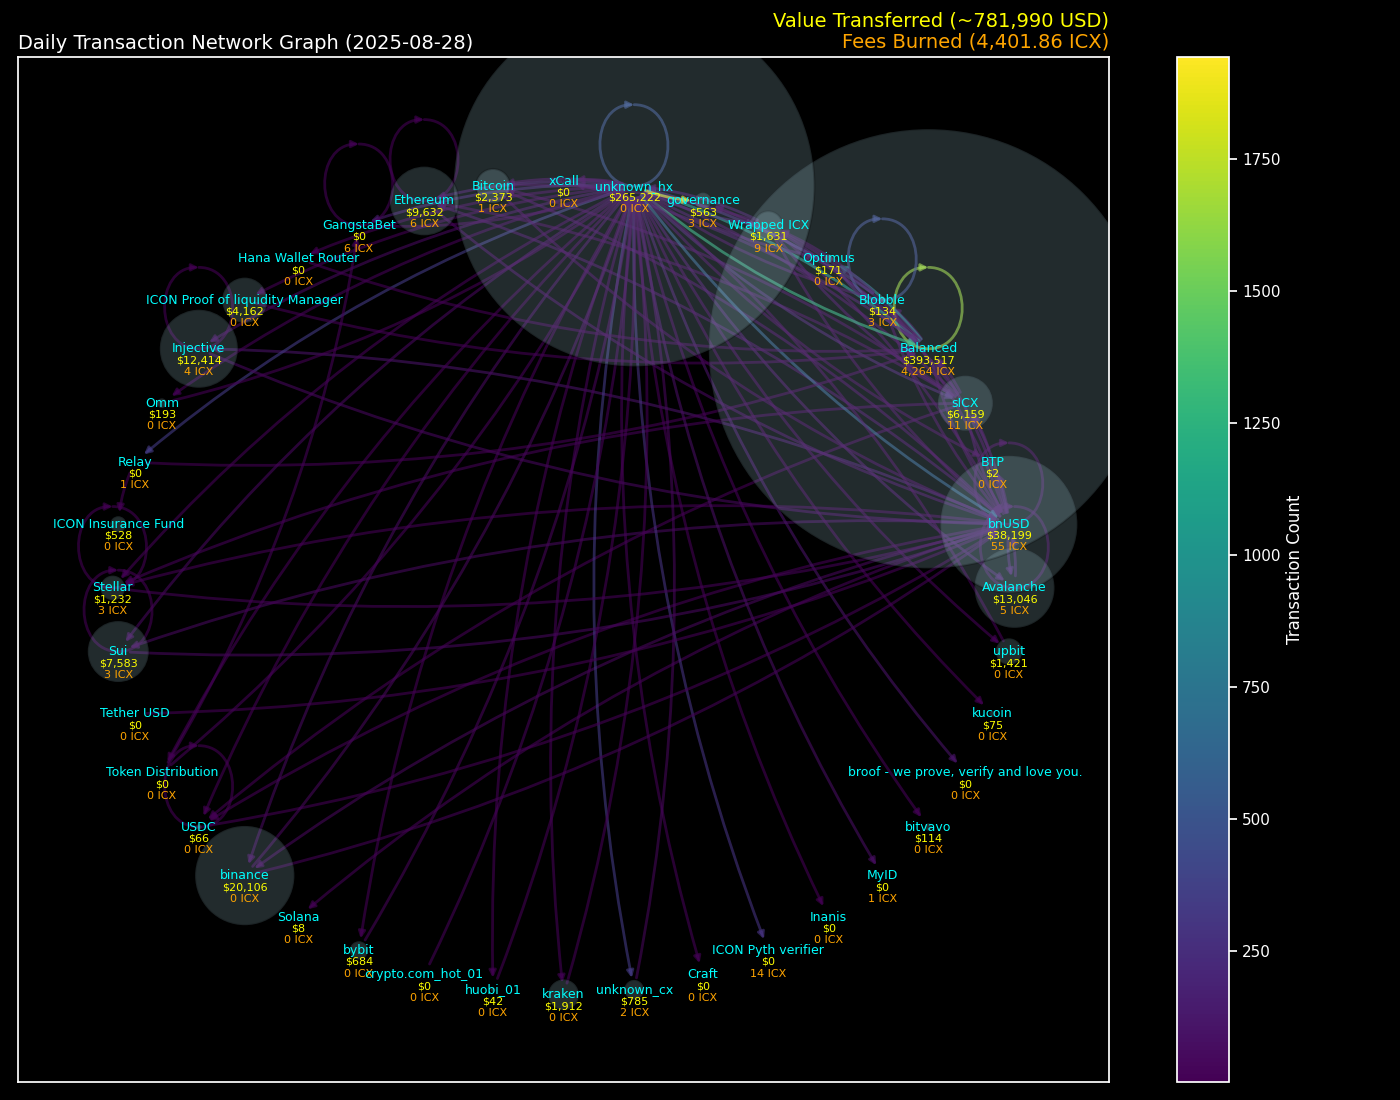 Value Transferred (~781,990 USD)
Daily Transaction Network Graph (2025-08-28)
Fees Burned (4,401.86 ICX)
xCall
$0
0 ICX
unknown_hx
$265,222
0 ICX
Bitcoin
$2,373
1 ICX
governance
$563
3 ICX
Ethereum
$9,632
6 ICX
Wrapped ICX
$1,631
9 ICX
GangstaBet
$0
6 ICX
Optimus
$171
0 ICX
Hana Wallet Router
$0
0 ICX
Blobble
$134
3 ICX
ICON Proof of liquidity Manager
$4,162
0 ICX
Balanced
$393,517
4,264 ICX
Injective
$12,414
4 ICX
sICX
$6,159
11 ICX
Omm
$193
0 ICX
BTP
$2
0 ICX
Relay
$0
1 ICX
bnUSD
$38,199
55 ICX
ICON Insurance Fund
$528
0 ICX
Avalanche
$13,046
5 ICX
Stellar
$1,232
3 ICX
upbit
$1,421
0 ICX
Sui
$7,583
3 ICX
kucoin
$75
0 ICX
Tether USD
$0
0 ICX
broof - we prove, verify and love you.
$0
0 ICX
Token Distribution
$0
0 ICX
bitvavo
$114
0 ICX
USDC
$66
0 ICX
MyID
$0
1 ICX
binance
$20,106
0 ICX
Inanis
$0
0 ICX
Solana
$8
0 ICX
ICON Pyth verifier
$0
14 ICX
bybit
$684
0 ICX
crypto.com_hot_01
$0
0 ICX
Craft
$0
0 ICX
huobi_01
$42
0 ICX
unknown_cx
$785
2 ICX
kraken
$1,912
0 ICX
1750
1500
1250
1000
750
500
250
Transaction Count